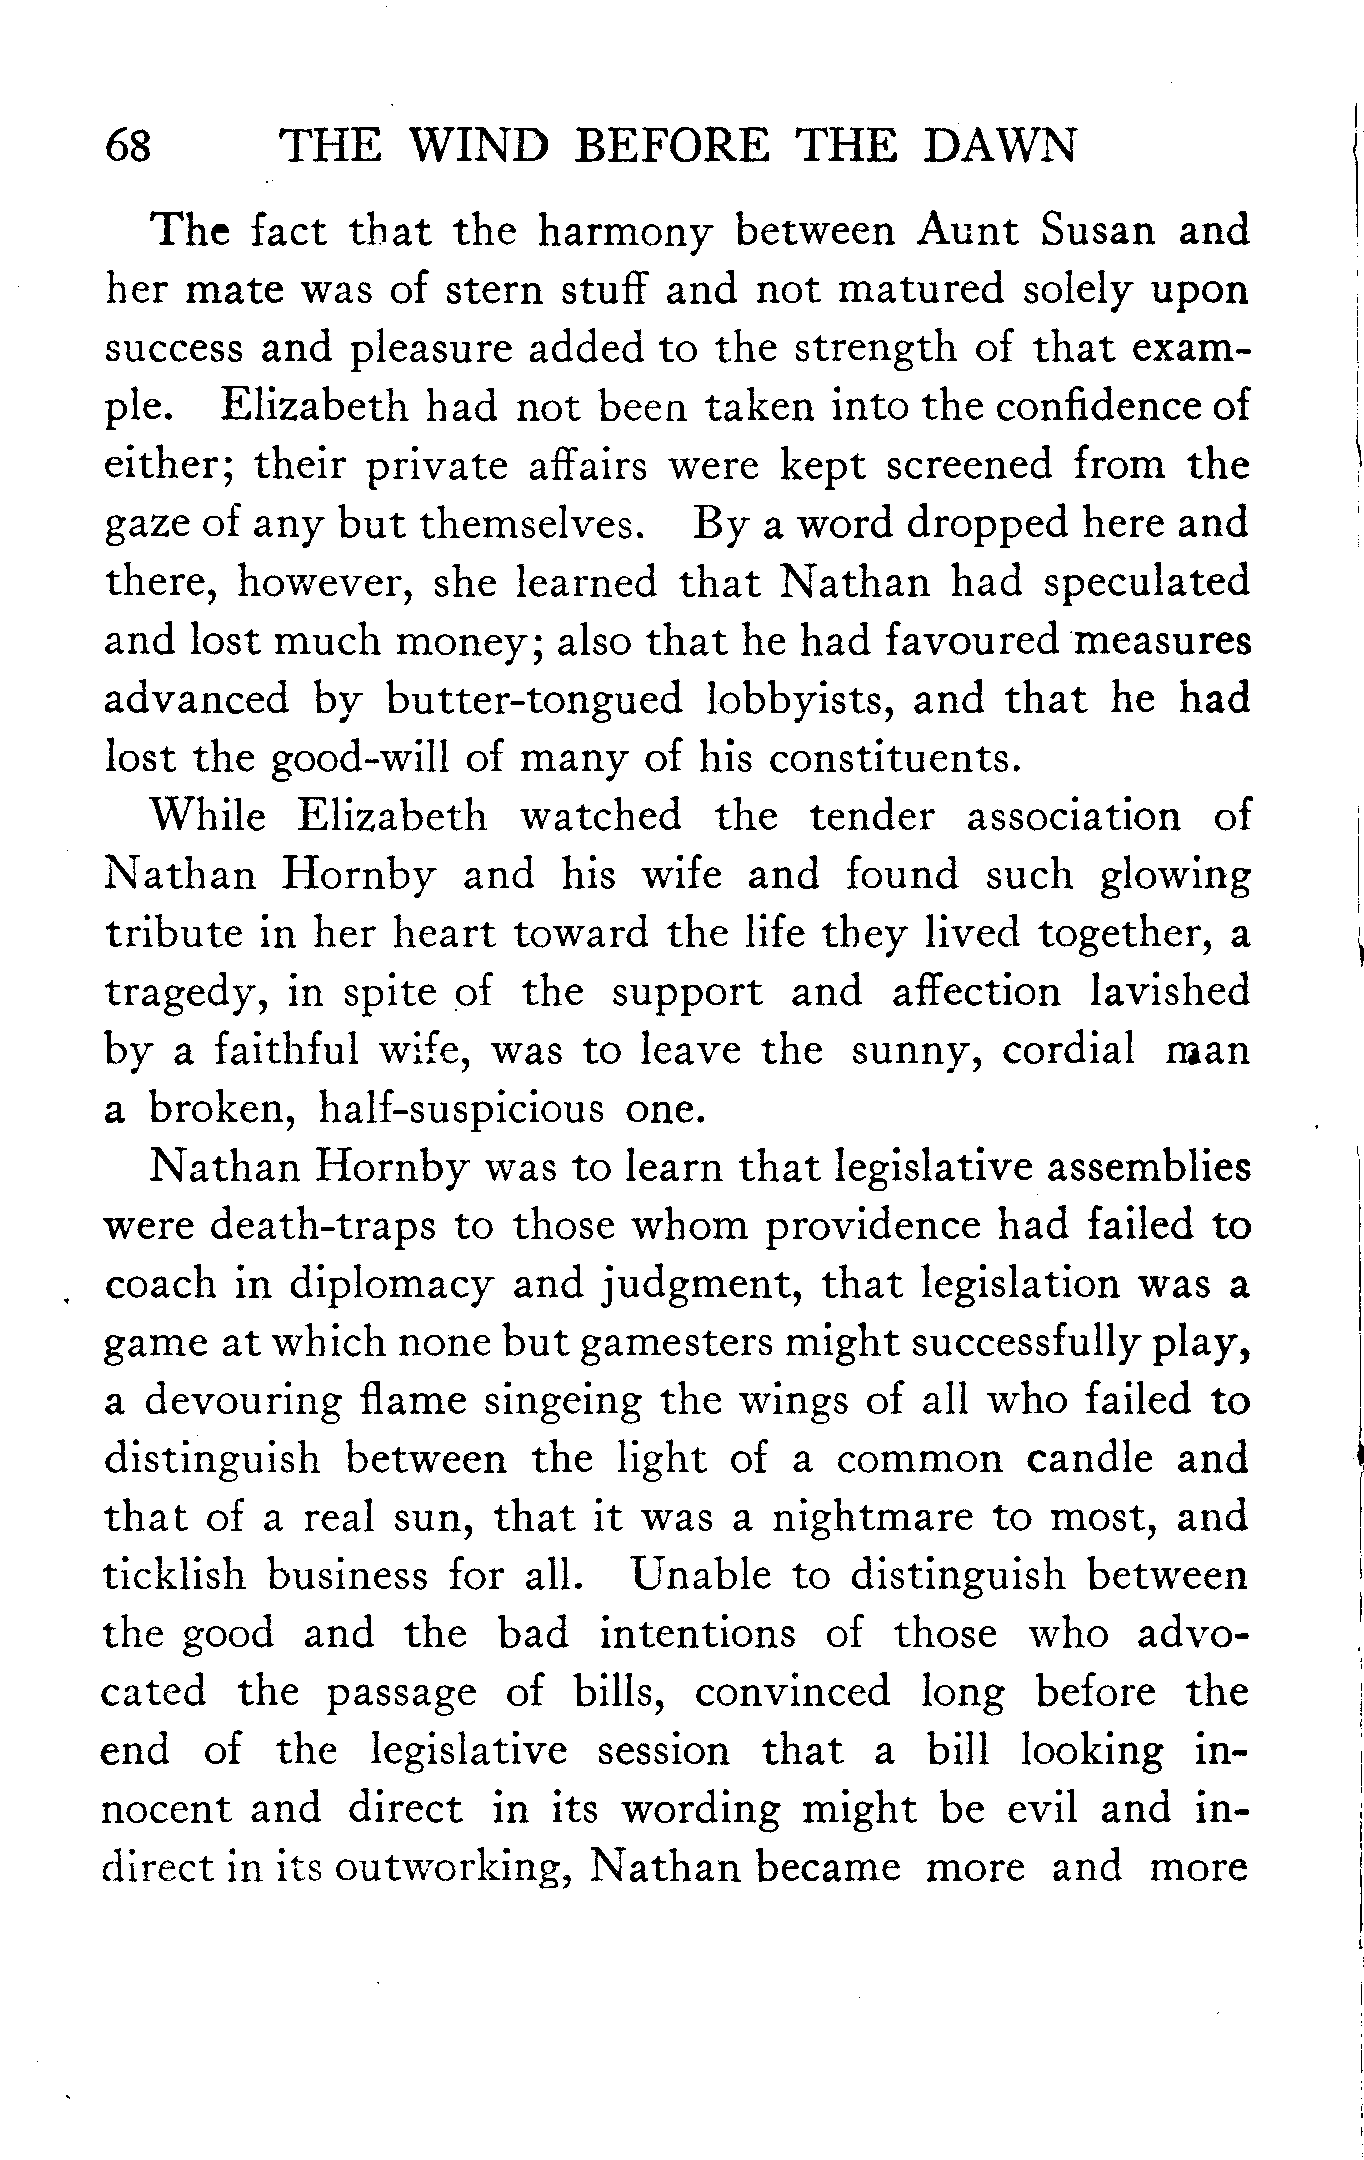 68 THE WIND BEFORE THE DAWN
The fact that the harmony between Aunt Susan and
her mate was of stern stuff and not matured solely upon
success and pleasure added to the strength of that exam-
ple. Elizabeth had not been taken into the confidence of
either; their private affairs were kept screened from the
gaze of any but themselves. By a word dropped here and
there, however, she learned that Nathan had speculated
and lost much money; also that he had favoured measures
advanced by butter-tongued lobbyists, and that he had
lost the good-will of many of his constituents.
While Elizabeth watched the tender association of
Nathan Hornby and his wife and found such glowing
tribute in her heart toward the life they lived together, a
tragedy, in spite of the support and affection lavished
by a faithful wife, was to leave the sunny, cordial man
a broken, half-suspicious one.
Nathan Hornby was to learn that legislative assemblies
were death-traps to those whom providence had failed to
coach in diplomacy and judgment, that legislation was a
game at which none but gamesters might successfully play,
a devouring flame singeing the wings of all who failed to
distinguish between the light of a common candle and
that of a real sun, that it was a nightmare to most, and
ticklish business for all. Unable to distinguish between
the good and the bad intentions of those who advo-
cated the passage of bills, convinced long before the
end of the legislative session that a bill looking in-
nocent and direct in its wording might be evil and in-
direct in its outworking, Nathan became more and more